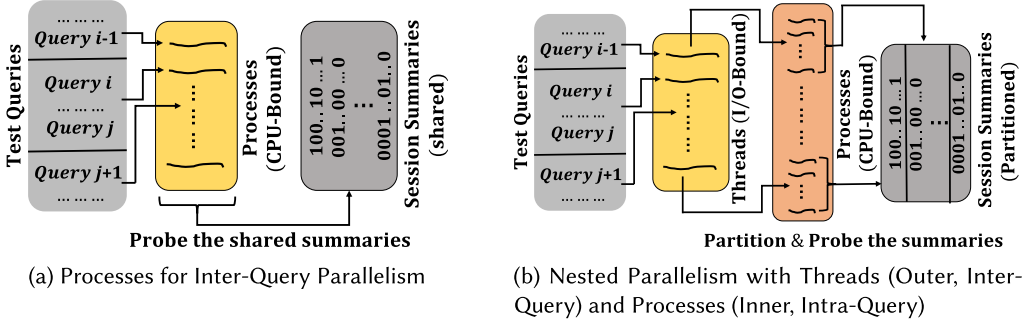 Test Queries
... ... ...
Query i-1
Query i
... ... ...
Query j
Query j+1
... ... ...
Processes
(CPU-Bound)
100..10 ...1
001..00 ...0
...
0001 ..01..0
Session Summaries
(shared)
Probe the shared summaries
(a) Processes for Inter-Query Parallelism
Test Queries
... ... ...
Query i-1
Query i
... ... ...
Query j
Query j+1
... ... ...
Threads (I/O-Bound)
Processes
(CPU-Bound)
100..10 ...1
001..00 ...0
...
0001 ..01..0
Session Summaries
(Partitioned)
Partition & Probe the summaries
(b) Nested Parallelism with Threads (Outer, Inter-
Query) and Processes (Inner, Intra-Query)